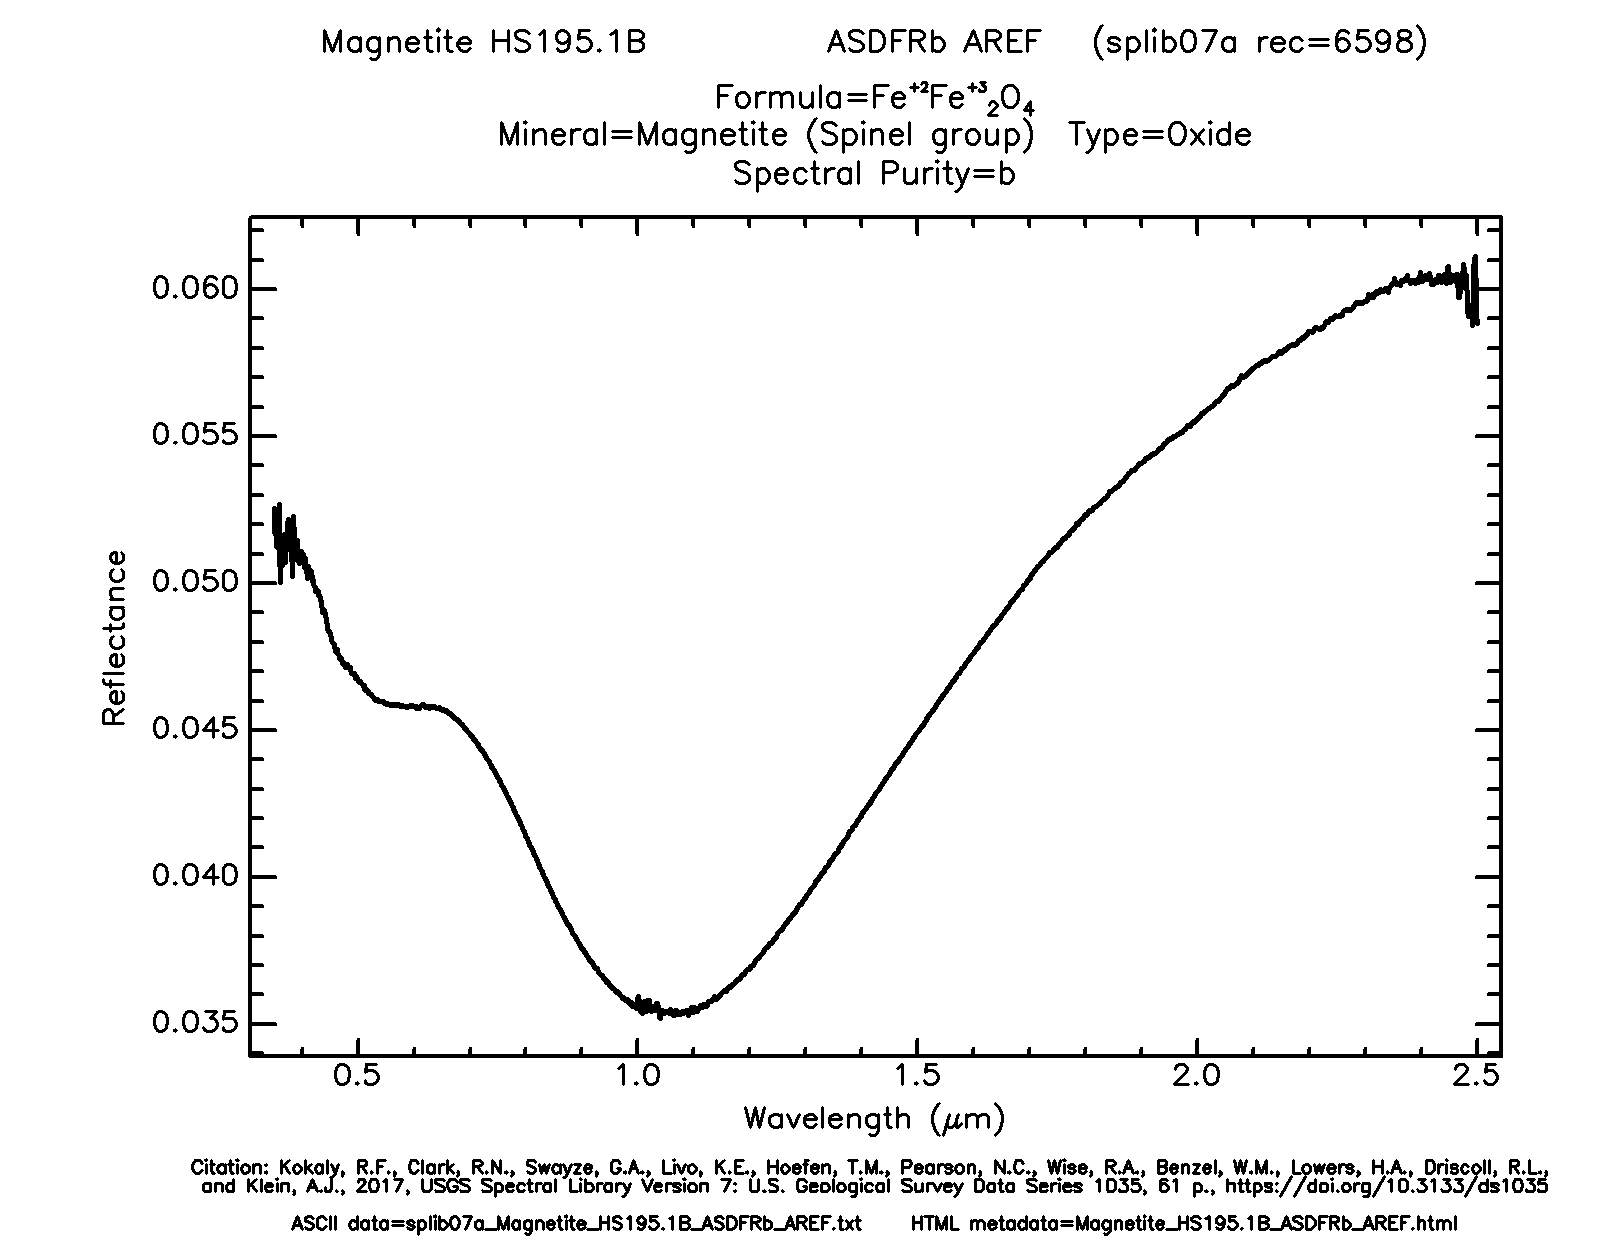 Magnetite HS195.1B ASDFRb AREF (splib07a rec=6598)
Formula=Fe⁺²Fe⁺³₂O₄
Mineral=Magnetite (Spinel group) Type=Oxide
Spectral Purity=b
0.060
0.055
0.050
0.045
0.040
0.035
Reflectance
0.5 1.0 1.5 2.0 2.5
Wavelength (μm)
Citation: Kokaly, R.F., Clark, R.N., Swayze, G.A., Livo, K.E., Hoefen, T.M., Pearson, N.C., Wise, R.A., Benzel, W.M., Lowers, H.A., Driscoll, R.L.,
and Klein, A.J., 2017, USGS Spectral Library Version 7: U.S. Geological Survey Data Series 1035, 61 p., https://doi.org/10.3133/ds1035
ASCII data=splib07a_Magnetite_HS195.1B_ASDFRb_AREF.txt HTML metadata=Magnetite_HS195.1B_ASDFRb_AREF.html